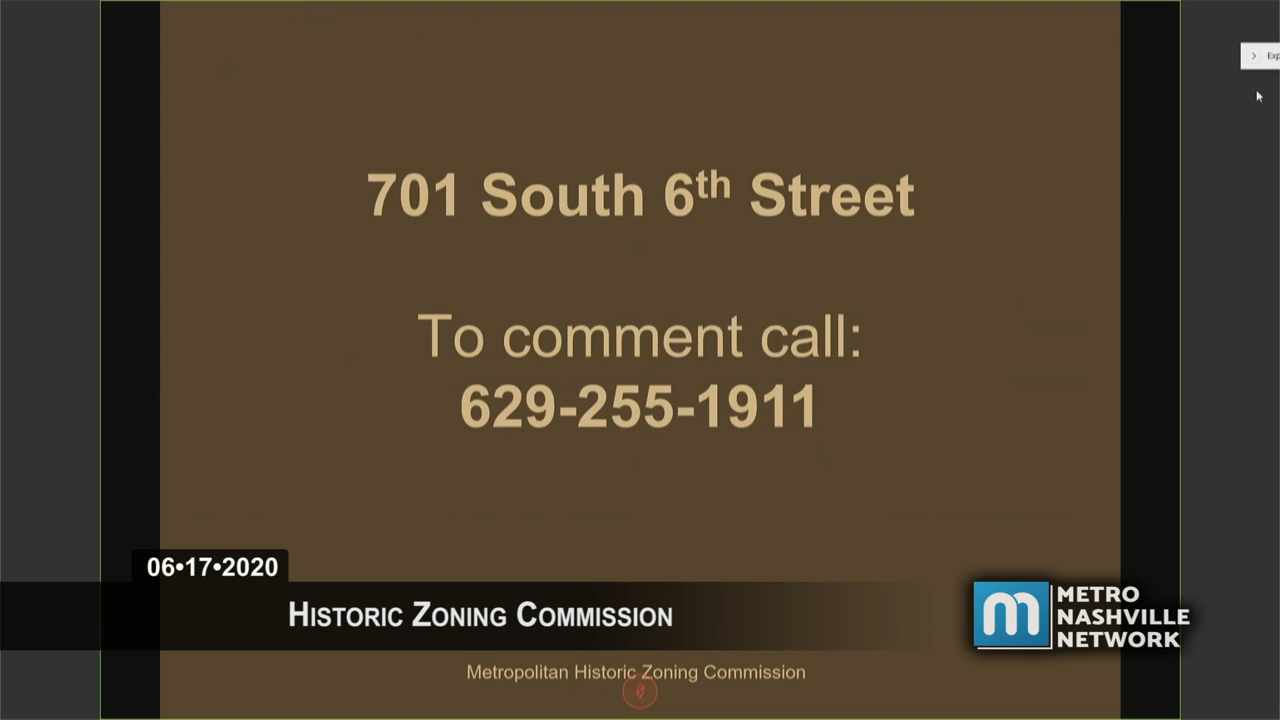 Exp
701 South 6th Street
To comment call:
629-255-1911
06•17•2020
Historic Zoning Commission
METRO
NASHVILLE
NETWORK
Metropolitan Historic Zoning Commission